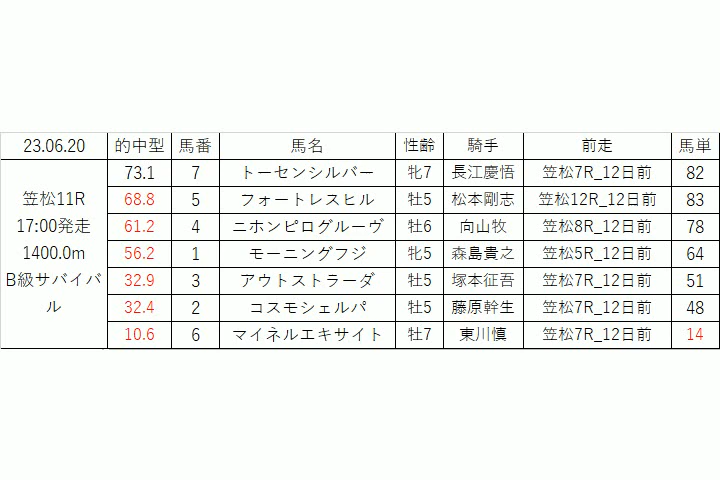 23.06.20 的中型 馬番 馬名 性齢 騎手 前走 馬単
笠松11R
17:00発走
1400.0m
B級サバイバ
ル
73.1 7 トーセンシルバー 牝7 長江慶悟 笠松7R_12日前 82
68.8 5 フォートレスヒル 牡5 松本剛志 笠松12R_12日前 83
61.2 4 ニホンピログルーヴ 牡6 向山牧 笠松8R_12日前 78
56.2 1 モーニングフジ 牝5 森島貴之 笠松5R_12日前 64
32.9 3 アウトストラーダ 牡5 塚本征吾 笠松7R_12日前 51
32.4 2 コスモシェルパ 牡5 藤原幹生 笠松7R_12日前 48
10.6 6 マイネルエキサイト 牡7 東川慎 笠松7R_12日前 14